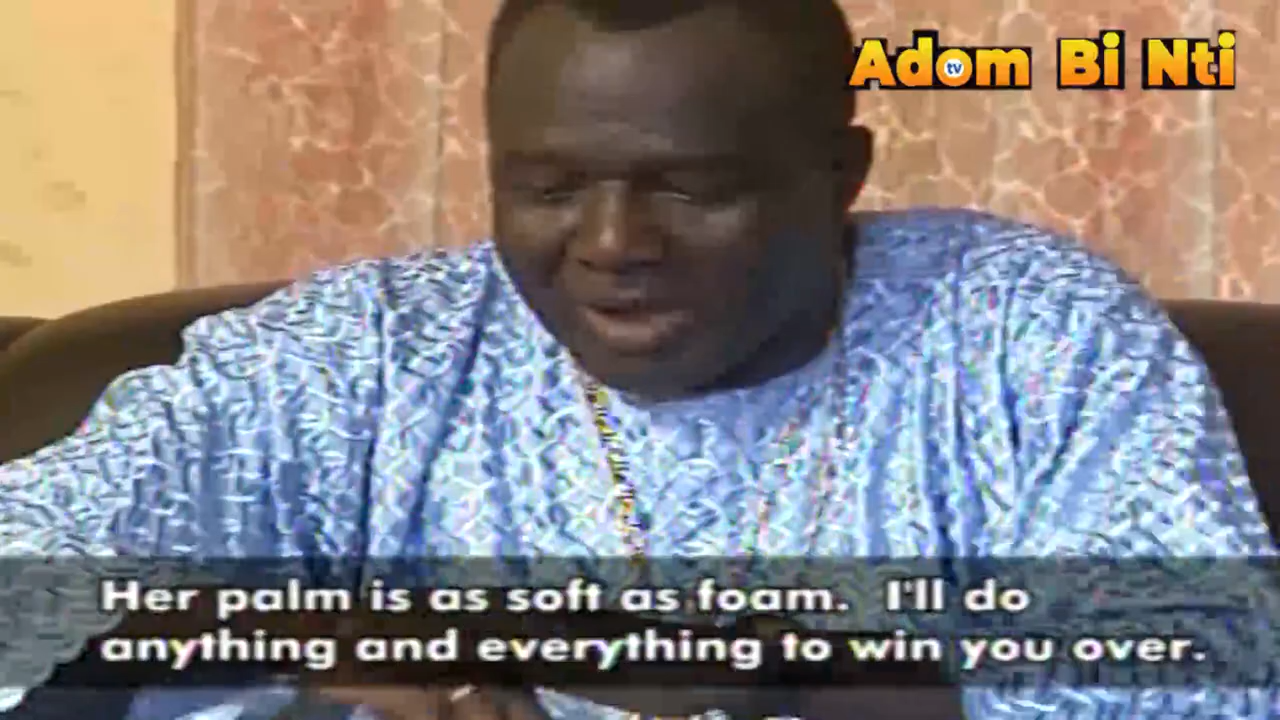 Adom Bi Nti
tv
Her palm is as soft as foam. I'll do
anything and everything to win you over.